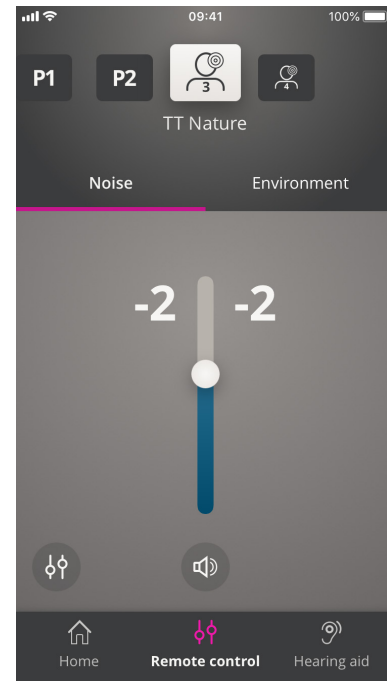 09:41
100%
P1
P2
3
4
TT Nature
Noise
Environment
-2
-2
Home
Remote control
Hearing aid